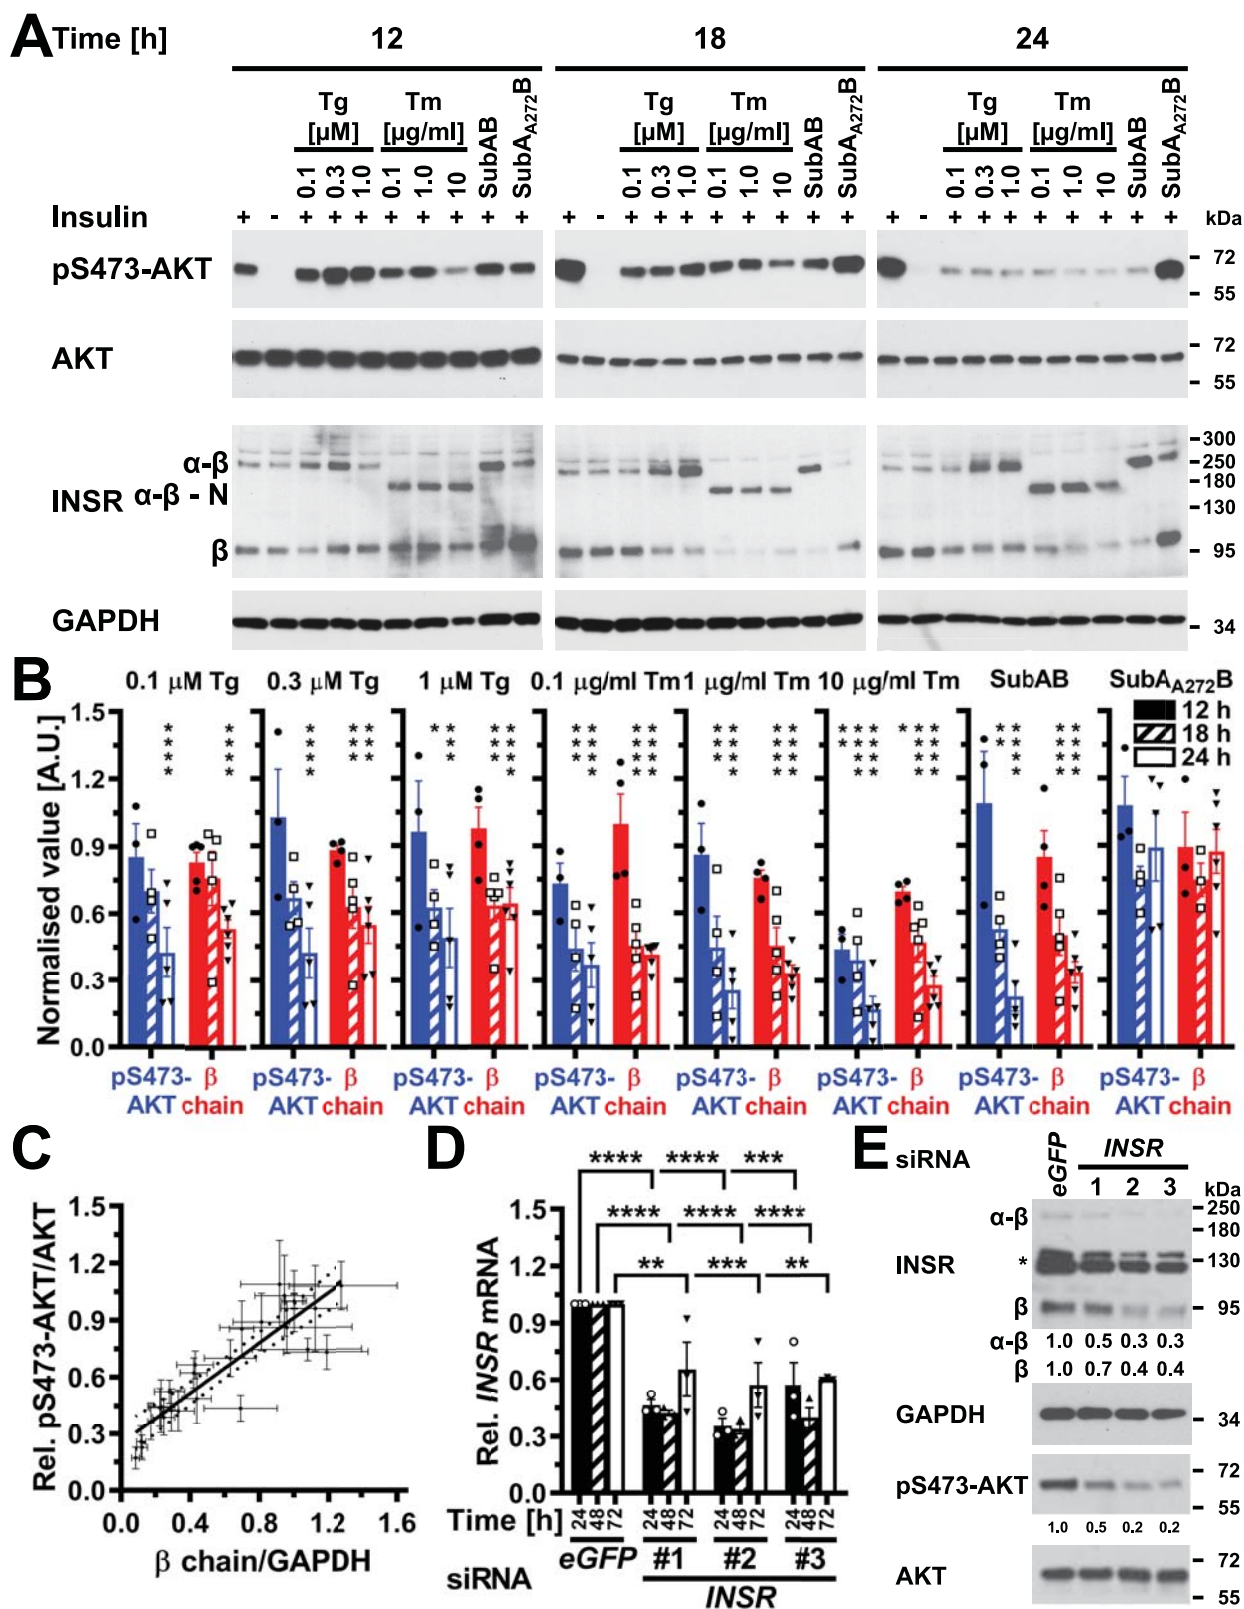 A Time [h] 12 18 24
Tg [µM] Tm [µg/ml] SubAB SubA_A272B Tg [µM] Tm [µg/ml] SubAB SubA_A272B Tg [µM] Tm [µg/ml] SubAB SubA_A272B
0.1 0.3 1.0 0.1 1.0 10 0.1 0.3 1.0 0.1 1.0 10 0.1 0.3 1.0 0.1 1.0 10
Insulin + - + + + + + + + + + - + + + + + + + + + - + + + + + + + + kDa
pS473-AKT 72
55
AKT 72
55
INSR α-β α-β - N β
300
250
180
130
95
GAPDH 34
B 0.1 µM Tg 0.3 µM Tg 1 µM Tg 0.1 µg/ml Tm 1 µg/ml Tm 10 µg/ml Tm SubAB SubA_A272B
12 h
18 h
24 h
Normalised value [A.U.]
1.5
1.2
0.9
0.6
0.3
0.0
pS473- β pS473- β pS473- β pS473- β pS473- β pS473- β pS473- β pS473- β
AKT chain AKT chain AKT chain AKT chain AKT chain AKT chain AKT chain AKT chain
C
Rel. pS473-AKT/AKT
1.5
1.2
0.9
0.6
0.3
0.0
0.0 0.4 0.8 1.2 1.6
β chain/GAPDH
D
**** **** ***
**** **** ****
** *** **
Rel. INSR mRNA
1.5
1.2
0.9
0.6
0.3
0.0
Time [h] 24 48 72 24 48 72 24 48 72 24 48 72
eGFP #1 #2 #3
siRNA INSR
E siRNA eGFP INSR
1 2 3 kDa
α-β 250
180
INSR * 130
β 95
α-β 1.0 0.5 0.3 0.3
β 1.0 0.7 0.4 0.4
GAPDH 34
pS473-AKT 72
55
1.0 0.5 0.2 0.2
AKT 72
55